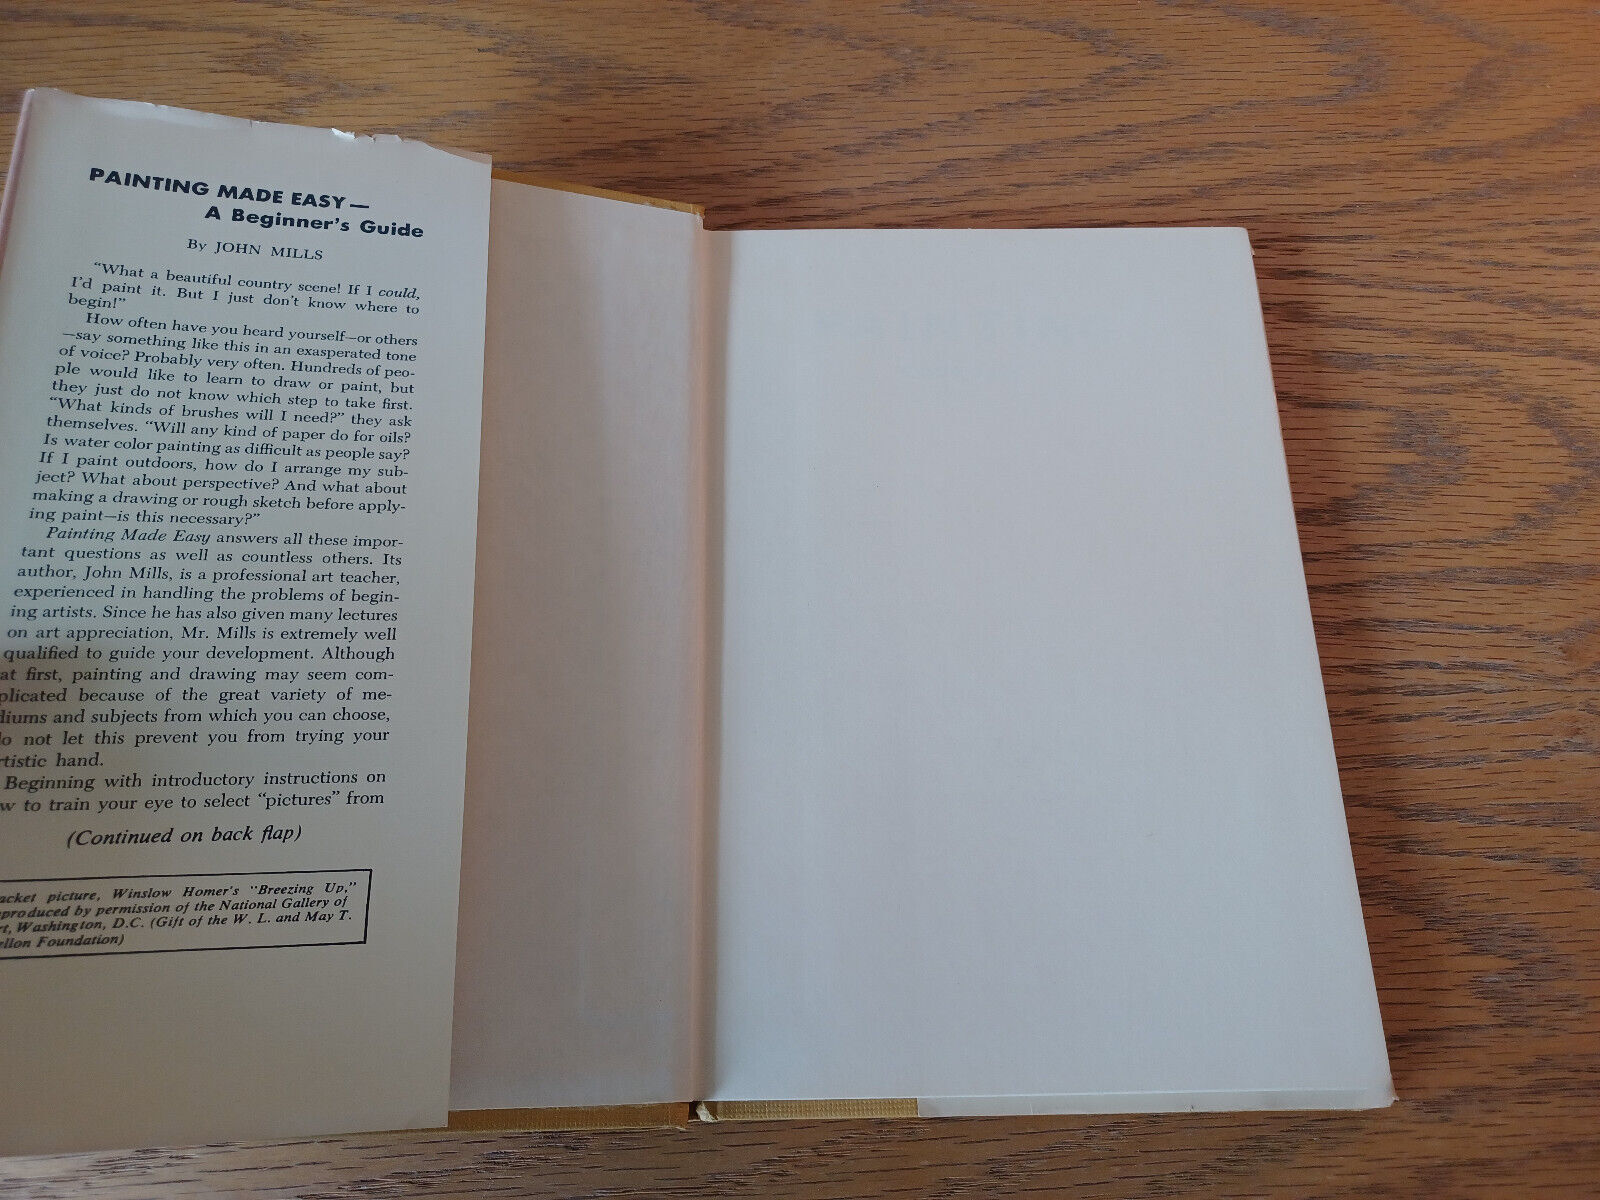 PAINTING MADE EASY—
A Beginner's Guide
By JOHN MILLS
"What a beautiful country scene! If I could,
I'd paint it. But I just don't know where to
begin!"
How often have you heard yourself—or others
—say something like this in an exasperated tone
of voice? Probably very often. Hundreds of peo-
ple would like to learn to draw or paint, but
they just do not know which step to take first.
"What kinds of brushes will I need?" they ask
themselves. "Will any kind of paper do for oils?
Is water color painting as difficult as people say?
If I paint outdoors, how do I arrange my sub-
ject? What about perspective? And what about
making a drawing or rough sketch before apply-
ing paint—is this necessary?"
Painting Made Easy answers all these impor-
tant questions as well as countless others. Its
author, John Mills, is a professional art teacher,
experienced in handling the problems of begin-
ing artists. Since he has also given many lectures
on art appreciation, Mr. Mills is extremely well
qualified to guide your development. Although
at first, painting and drawing may seem com-
plicated because of the great variety of me-
diums and subjects from which you can choose,
do not let this prevent you from trying your
rtistic hand.
Beginning with introductory instructions on
w to train your eye to select "pictures" from
(Continued on back flap)
acket picture, Winslow Homer's "Breezing Up,"
produced by permission of the National Gallery of
rt, Washington, D.C. (Gift of the W. L. and May T.
ellon Foundation)